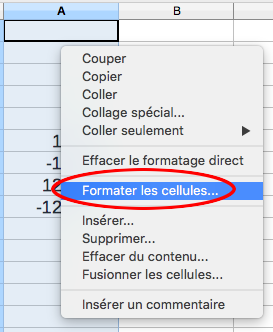 A B
Couper
Copier
Coller
Collage spécial...
Coller seulement
1
-1
Effacer le formatage direct
12
Formater les cellules...
-12
Insérer...
Supprimer...
Effacer du contenu...
Fusionner les cellules...
Insérer un commentaire